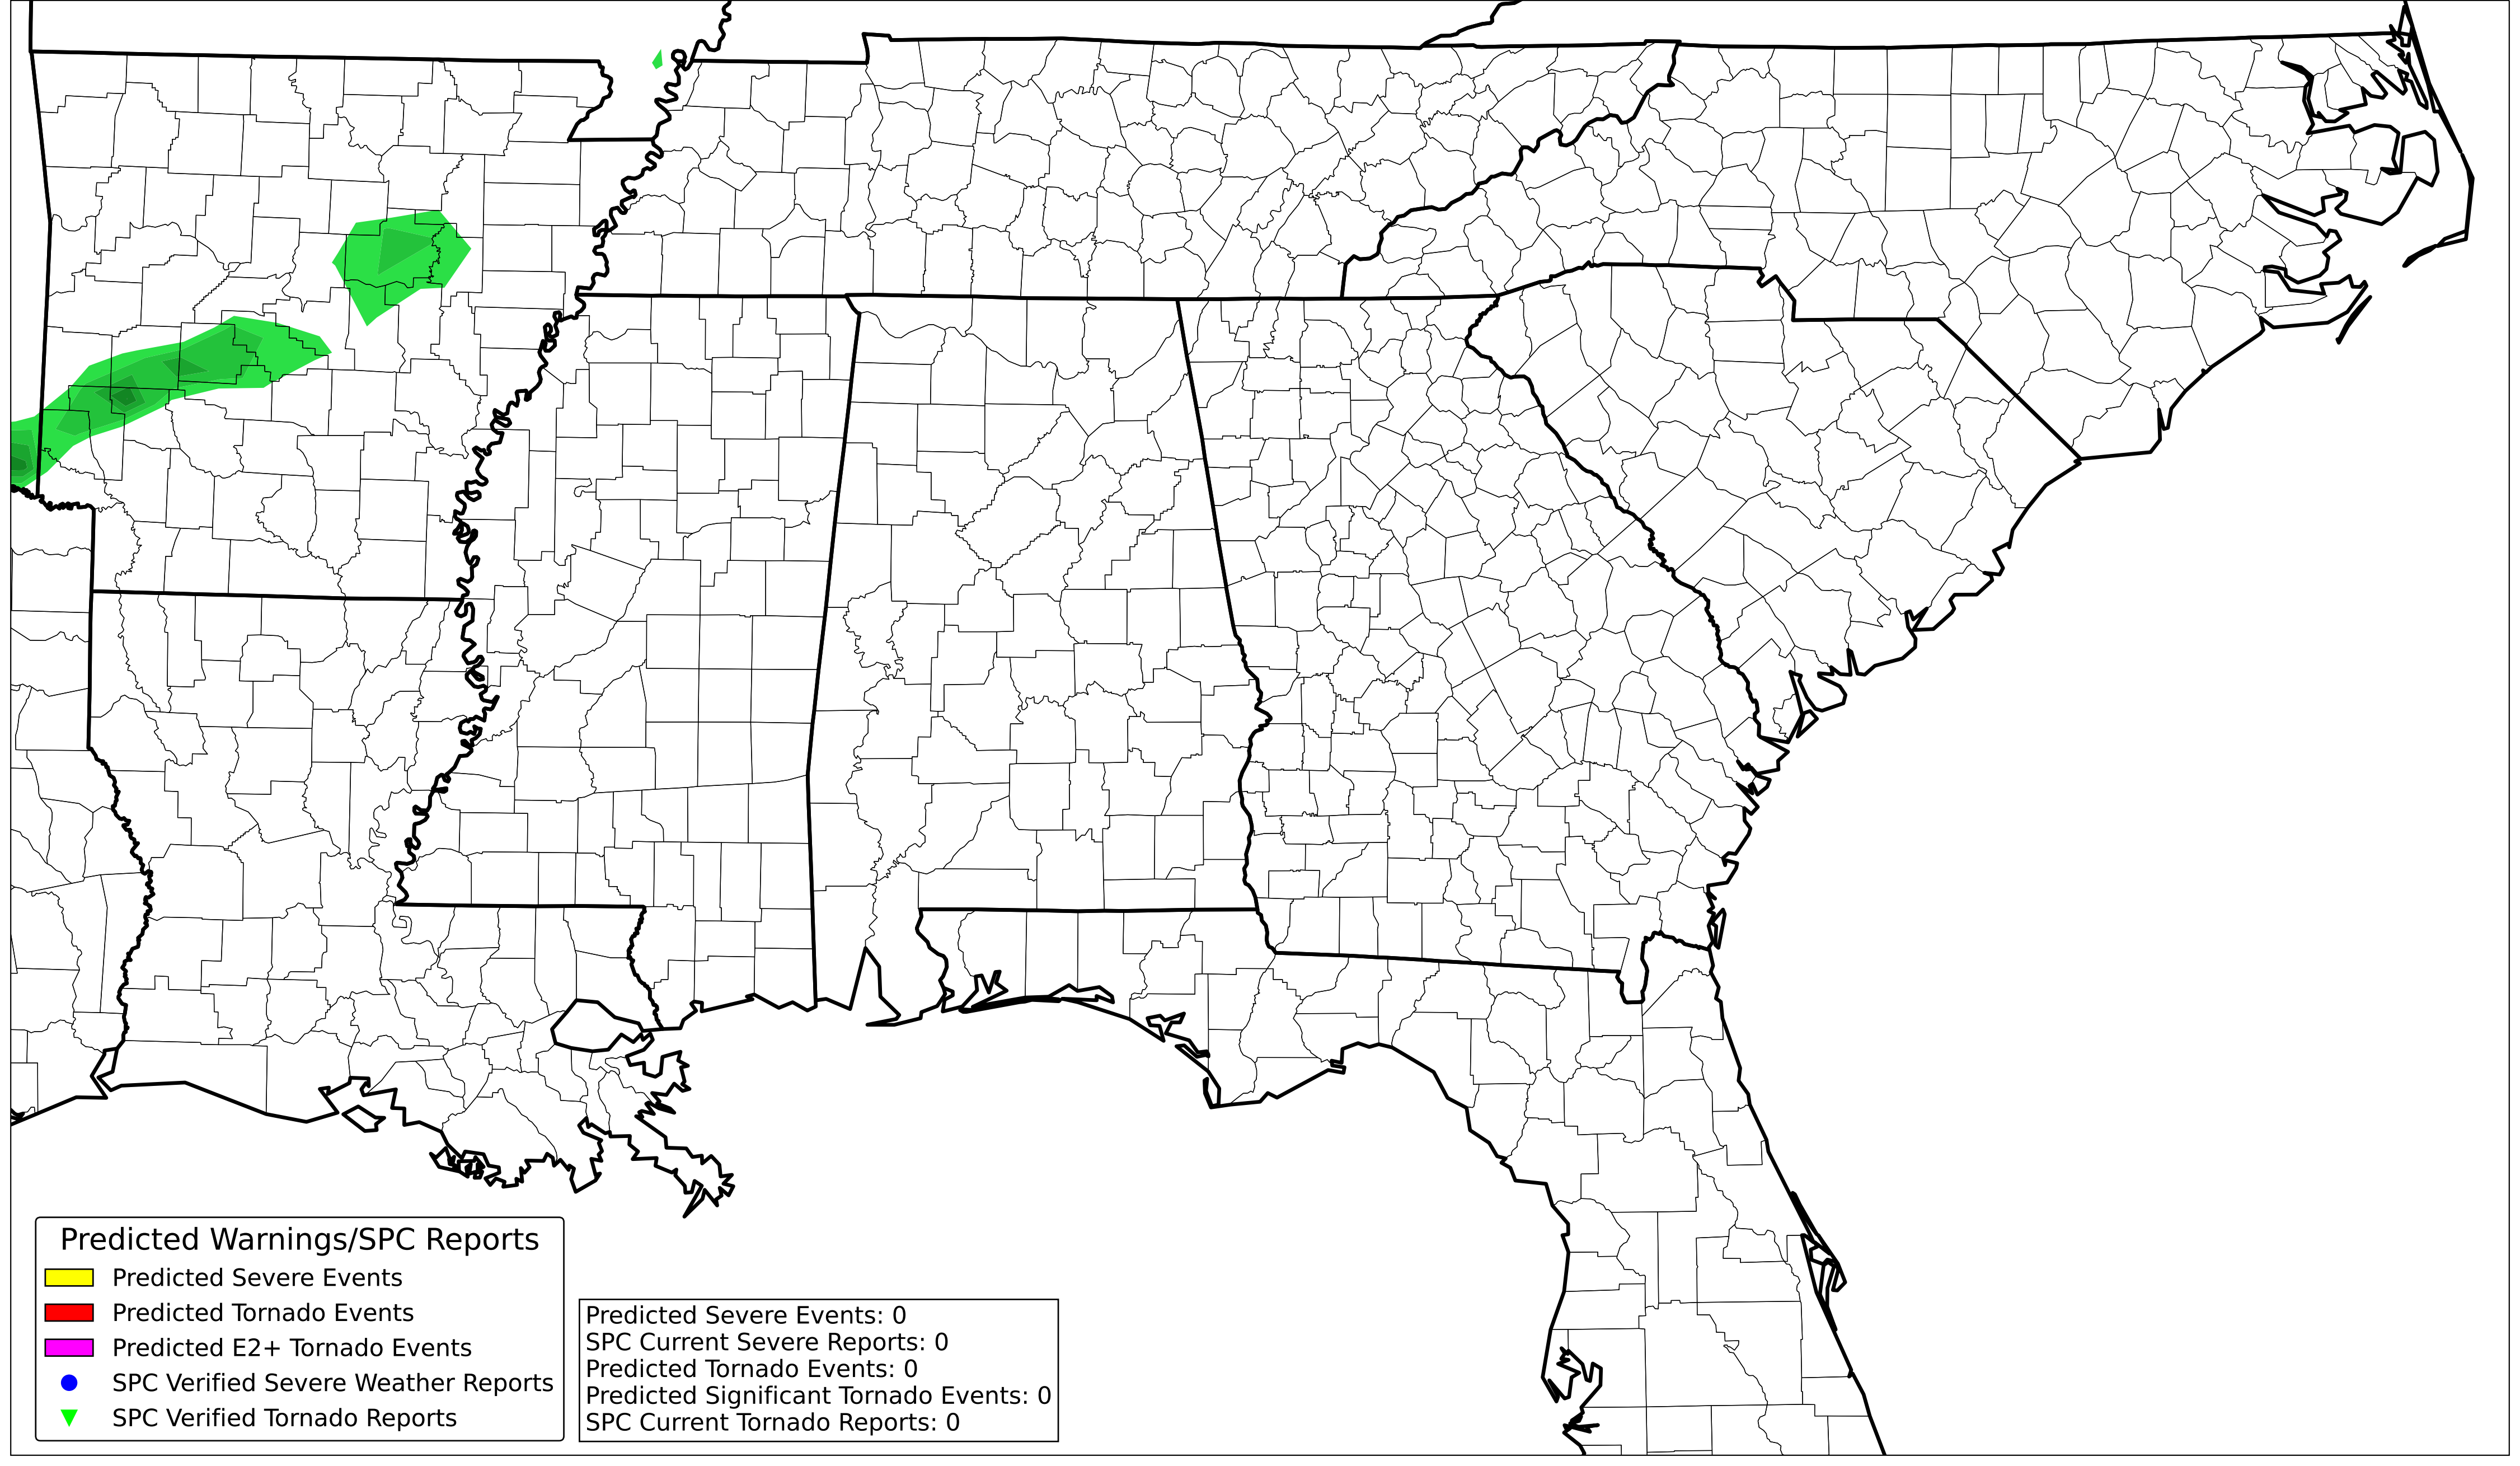 Predicted Warnings/SPC Reports
Predicted Severe Events
Predicted Tornado Events
Predicted E2+ Tornado Events
SPC Verified Severe Weather Reports
SPC Verified Tornado Reports
Predicted Severe Events: 0
SPC Current Severe Reports: 0
Predicted Tornado Events: 0
Predicted Significant Tornado Events: 0
SPC Current Tornado Reports: 0